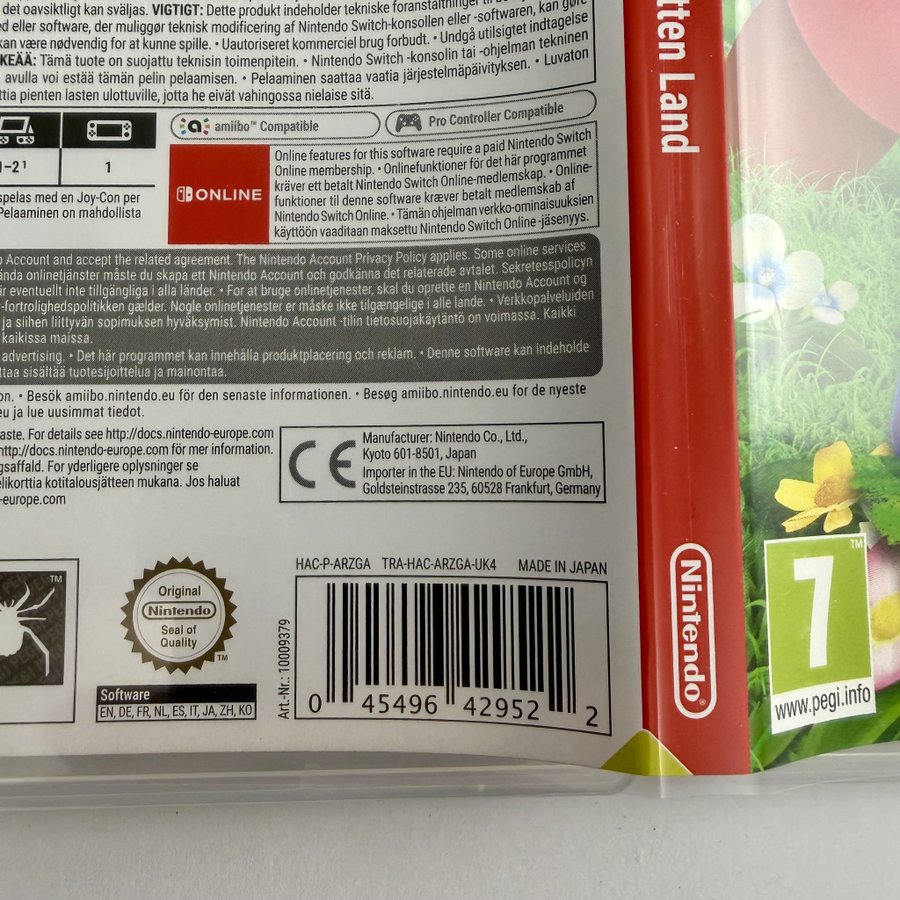 det oavsiktligt kan sväljas. VIGTIGT: Dette produkt indeholder tekniske foranstaltninger til
ed eller software, der muliggør teknisk modificering af Nintendo Switch-konsollen eller -softwaren, kan gøre
kan være nødvendig for at kunne spille. • Uautoriseret kommerciel brug forbudt. • Undgå utilsigtet indtagelse
KEÄÄ: Tämä tuote on suojattu teknisin toimenpitein. • Nintendo Switch -konsolin tai -ohjelman tekninen
avulla voi estää tämän pelin pelaamisen. • Pelaaminen saattaa vaatia järjestelmäpäivityksen. • Luvaton
ttia pienten lasten ulottuville, jotta he eivät vahingossa nielaise sitä.
amiibo™ Compatible
Pro Controller Compatible
1–2¹
1
spelas med en Joy-Con per
Pelaaminen on mahdollista
ONLINE
Online features for this software require a paid Nintendo Switch
Online membership. • Onlinefunktioner för det här programmet
kräver ett betalt Nintendo Switch Online-medlemskap. • Online-
funktioner til denne software kræver betalt medlemskab af
Nintendo Switch Online. • Tämän ohjelman verkko-ominaisuuksien
käyttöön vaaditaan maksettu Nintendo Switch Online -jäsenyys.
o Account and accept the related agreement. The Nintendo Account Privacy Policy applies. Some online services
ända onlinetjänster måste du skapa ett Nintendo Account och godkänna det relaterade avtalet. Sekretesspolicyn
är eventuellt inte tillgängliga i alla länder. • For at bruge onlinetjenester, skal du oprette en Nintendo Account og
-fortrolighedspolitikken gælder. Nogle onlinetjenester er måske ikke tilgængelige i alle lande. • Verkkopalveluiden
ja siihen liittyvän sopimuksen hyväksymist. Nintendo Account -tilin tietosuojakäytäntö on voimassa. Kaikki
kaikissa maissa.
advertising. • Det här programmet kan innehålla produktplacering och reklam. • Denne software kan indeholde
ttaa sisältää tuotesijoittelua ja mainontaa.
on. • Besök amiibo.nintendo.eu för den senaste informationen. • Besøg amiibo.nintendo.eu for de nyeste
eu ja lue uusimmat tiedot.
aste. For details see http://docs.nintendo-europe.com
http://docs.nintendo-europe.com för mer information.
gsaffald. For yderligere oplysninger se
elikorttia kotitalousjätteen mukana. Jos haluat
-europe.com
CE
Manufacturer: Nintendo Co., Ltd.,
Kyoto 601-8501, Japan
Importer in the EU: Nintendo of Europe GmbH,
Goldsteinstrasse 235, 60528 Frankfurt, Germany
TM
Original
Nintendo
Seal of
Quality
TM
Software
EN, DE, FR, NL, ES, IT, JA, ZH, KO
HAC-P-ARZGA TRA-HAC-ARZGA-UK4 MADE IN JAPAN
Art.-Nr.: 10009379
0 45496 42952 2
tten Land
Nintendo®
7
TM
www.pegi.info